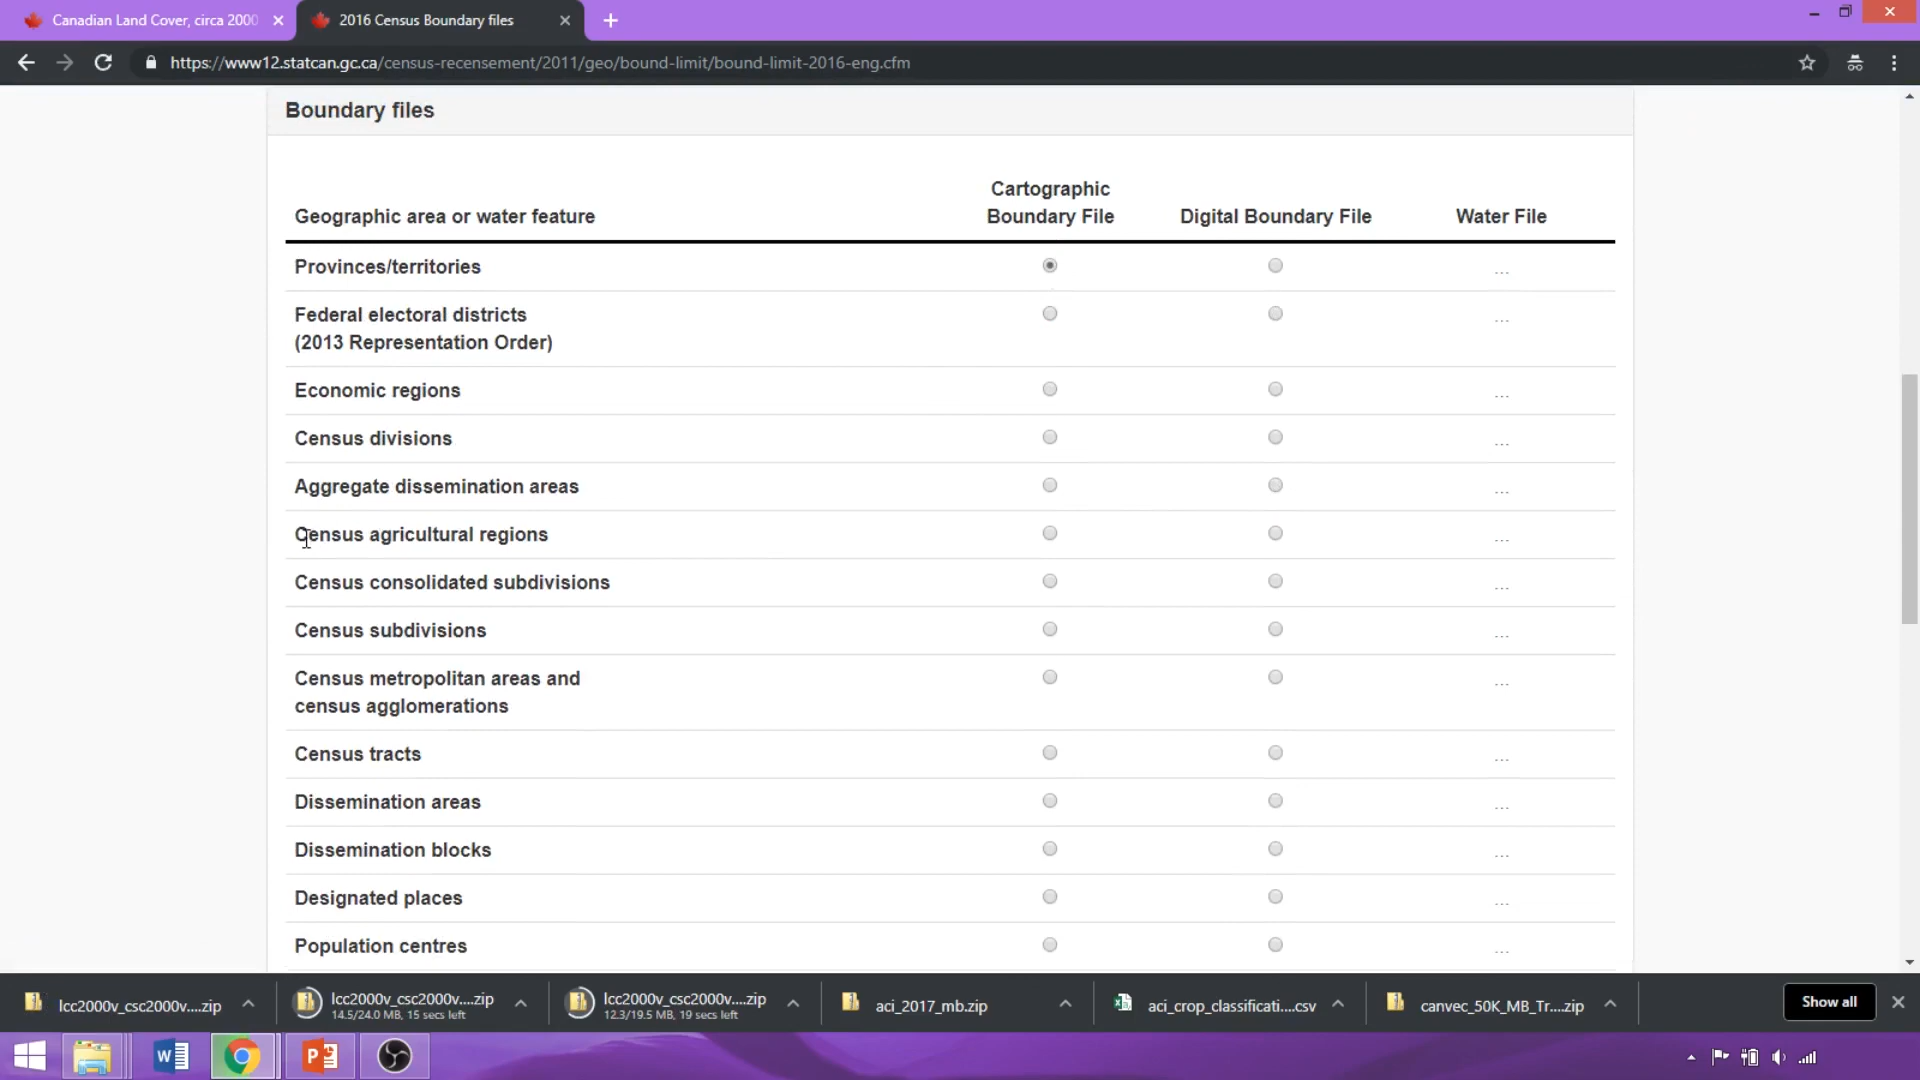 Canadian Land Cover, circa 2000
2016 Census Boundary files
https://www12.statcan.gc.ca/census-recensement/2011/geo/bound-limit/bound-limit-2016-eng.cfm
Boundary files
Geographic area or water feature
Cartographic
Boundary File
Digital Boundary File
Water File
Provinces/territories
...
Federal electoral districts
(2013 Representation Order)
...
Economic regions
...
Census divisions
...
Aggregate dissemination areas
...
Census agricultural regions
...
Census consolidated subdivisions
...
Census subdivisions
...
Census metropolitan areas and
census agglomerations
...
Census tracts
...
Dissemination areas
...
Dissemination blocks
...
Designated places
...
Population centres
...
lcc2000v_csc2000v....zip
lcc2000v_csc2000v....zip
14.5/24.0 MB, 15 secs left
lcc2000v_csc2000v....zip
12.3/19.5 MB, 19 secs left
aci_2017_mb.zip
aci_crop_classificati....csv
canvec_50K_MB_Tr....zip
Show all